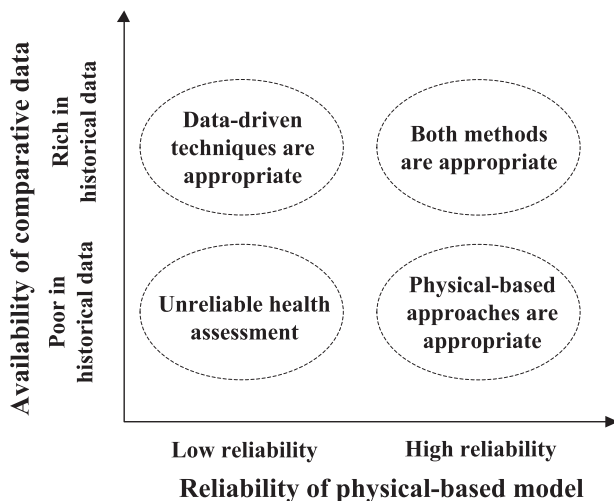 Availability of comparative data
Rich in
historical data
Poor in
historical data
Data-driven
techniques are
appropriate
Both methods
are appropriate
Unreliable health
assessment
Physical-based
approaches are
appropriate
Low reliability
High reliability
Reliability of physical-based model